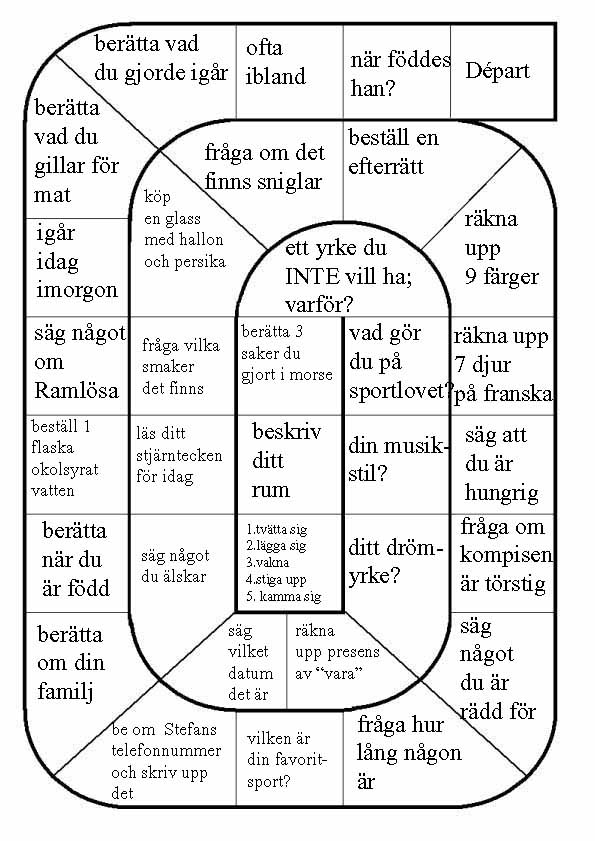 Départ
när föddes
han?
ofta
ibland
berätta vad
du gjorde igår
berätta
vad du
gillar för
mat
igår
idag
imorgon
säg något
om
Ramlösa
beställ 1
flaska
okolsyrat
vatten
berätta
när du
är född
berätta
om din
familj
be om Stefans
telefonnummer
och skriv upp
det
vilken är
din favorit-
sport?
fråga hur
lång någon
är
säg
något
du är
rädd för
fråga om
kompisen
är törstig
säg att
du är
hungrig
räkna upp
7 djur
på franska
räkna
upp
9 färger
beställ en
efterrätt
fråga om det
finns sniglar
köp
en glass
med hallon
och persika
fråga vilka
smaker
det finns
läs ditt
stjärntecken
för idag
säg något
du älskar
säg
vilket
datum
det är
räkna
upp presens
av “vara”
ditt dröm-
yrke?
din musik-
stil?
vad gör
du på
sportlovet?
ett yrke du
INTE vill ha;
varför?
berätta 3
saker du
gjort i morse
beskriv
ditt
rum
1.tvätta sig
2.lägga sig
3.vakna
4.stiga upp
5. kamma sig